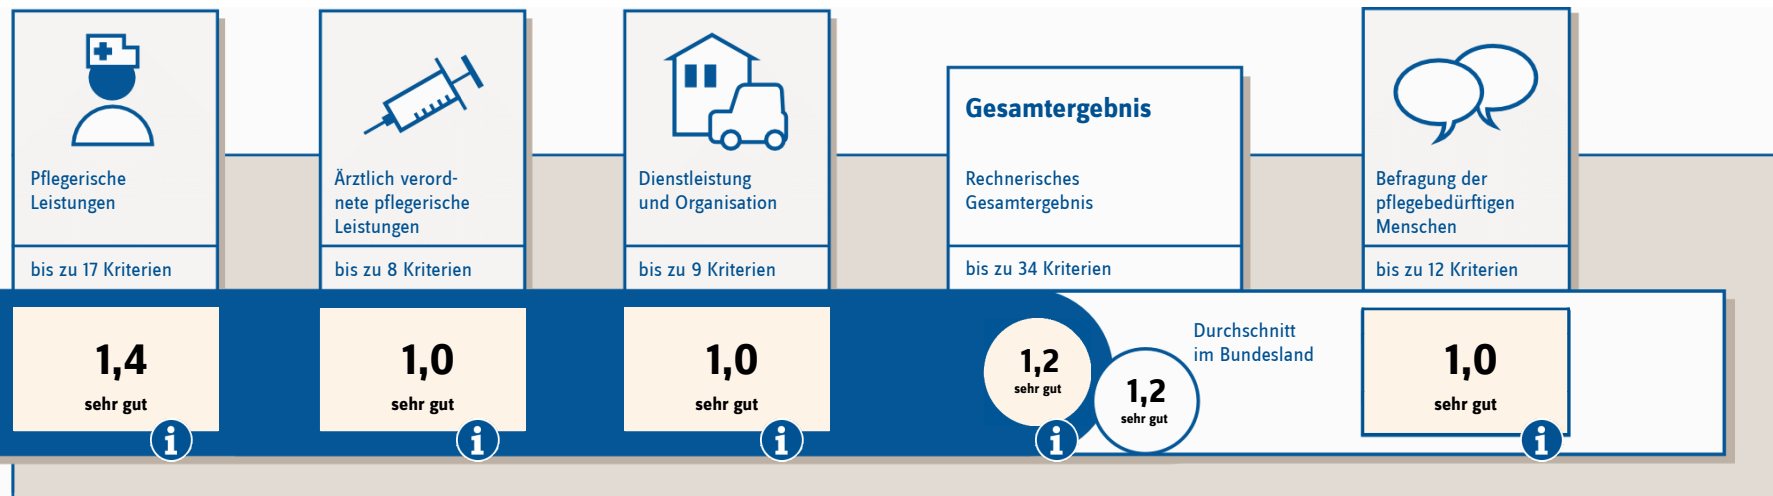 Pflegerische
Leistungen
bis zu 17 Kriterien
1,4
sehr gut
i
Ärztlich verord-
nete pflegerische
Leistungen
bis zu 8 Kriterien
1,0
sehr gut
i
Dienstleistung
und Organisation
bis zu 9 Kriterien
1,0
sehr gut
i
Gesamtergebnis
Rechnerisches
Gesamtergebnis
bis zu 34 Kriterien
1,2
sehr gut
i
1,2
sehr gut
Durchschnitt
im Bundesland
Befragung der
pflegebedürftigen
Menschen
bis zu 12 Kriterien
1,0
sehr gut
i